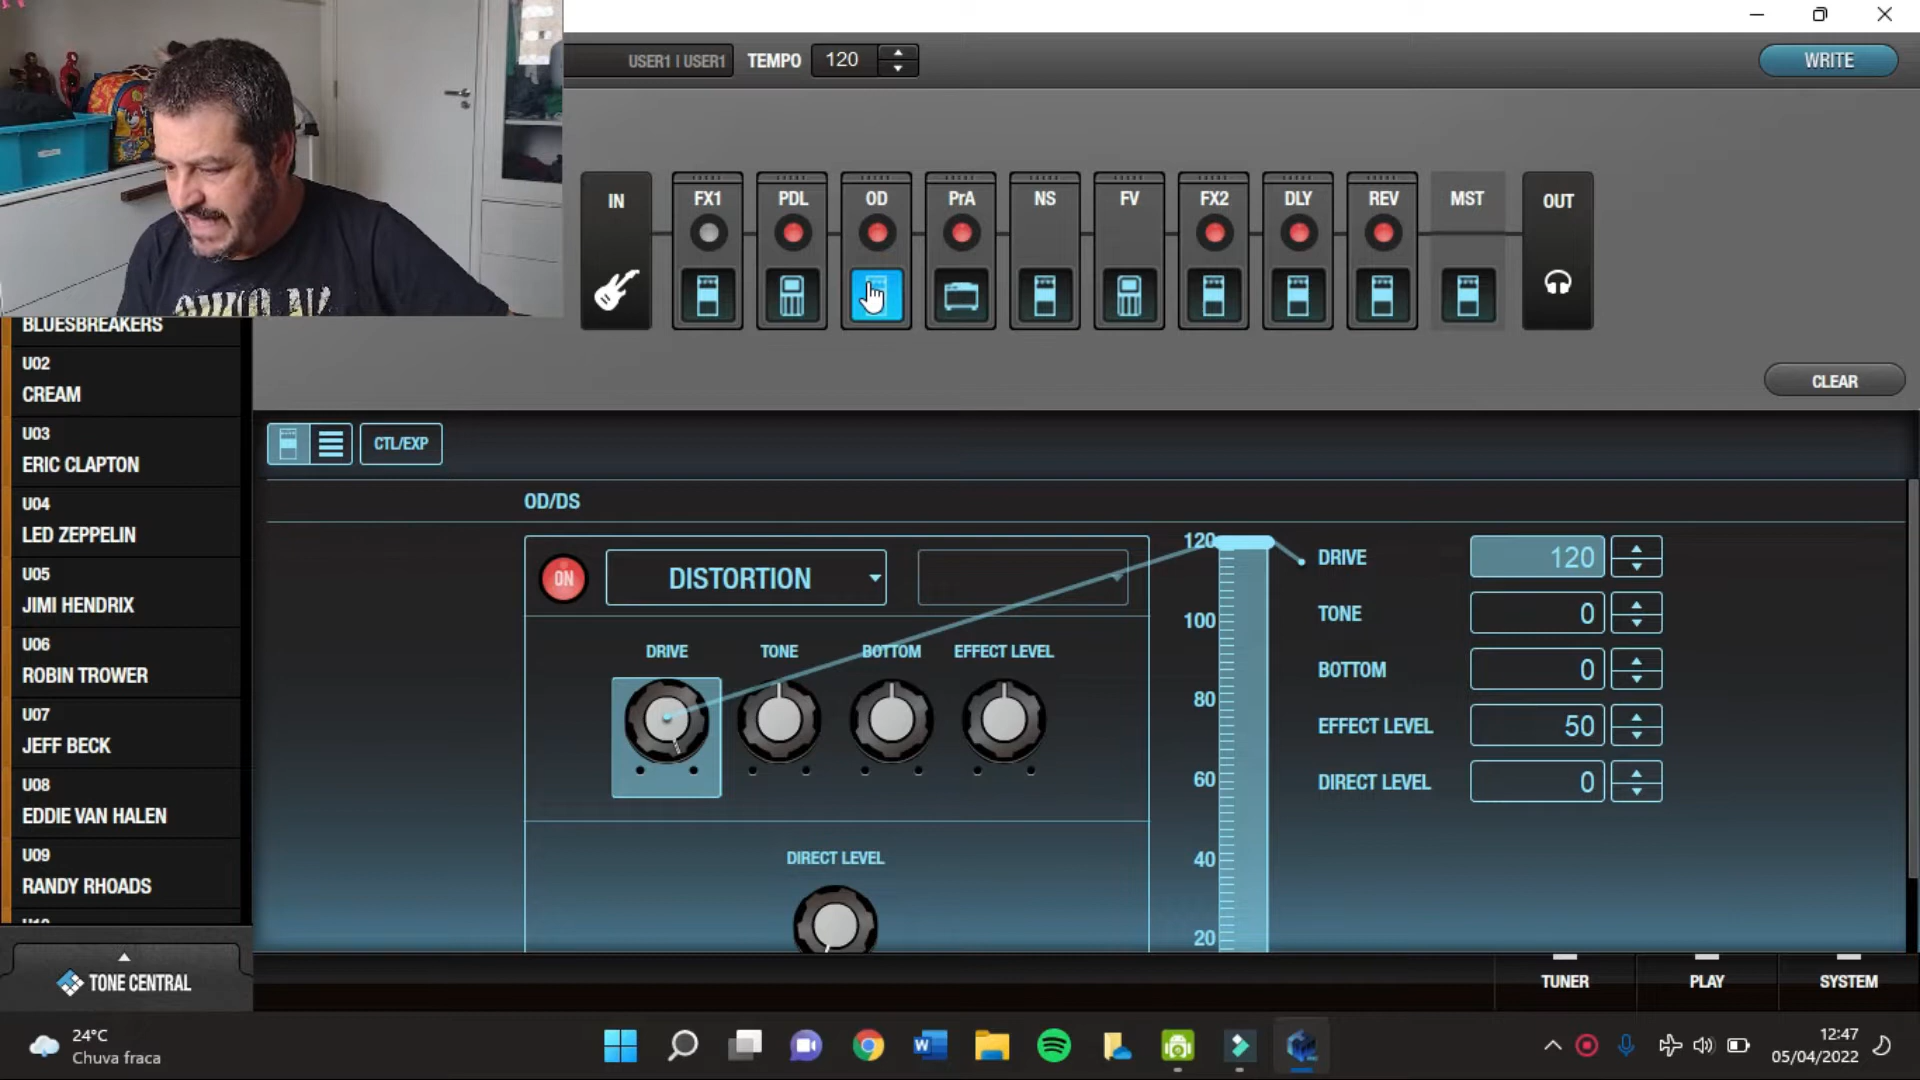 USER1 | USER1
TEMPO
120
WRITE
IN
FX1
PDL
OD
PrA
NS
FV
FX2
DLY
REV
MST
OUT
CLEAR
BLUESBREAKERS
U02
CREAM
U03
ERIC CLAPTON
U04
LED ZEPPELIN
U05
JIMI HENDRIX
U06
ROBIN TROWER
U07
JEFF BECK
U08
EDDIE VAN HALEN
U09
RANDY RHOADS
CTL/EXP
OD/DS
ON
DISTORTION
DRIVE
TONE
BOTTOM
EFFECT LEVEL
DIRECT LEVEL
120
100
80
60
40
20
DRIVE
120
TONE
0
BOTTOM
0
EFFECT LEVEL
50
DIRECT LEVEL
0
TONE CENTRAL
TUNER
PLAY
SYSTEM
24°C
Chuva fraca
12:47
05/04/2022